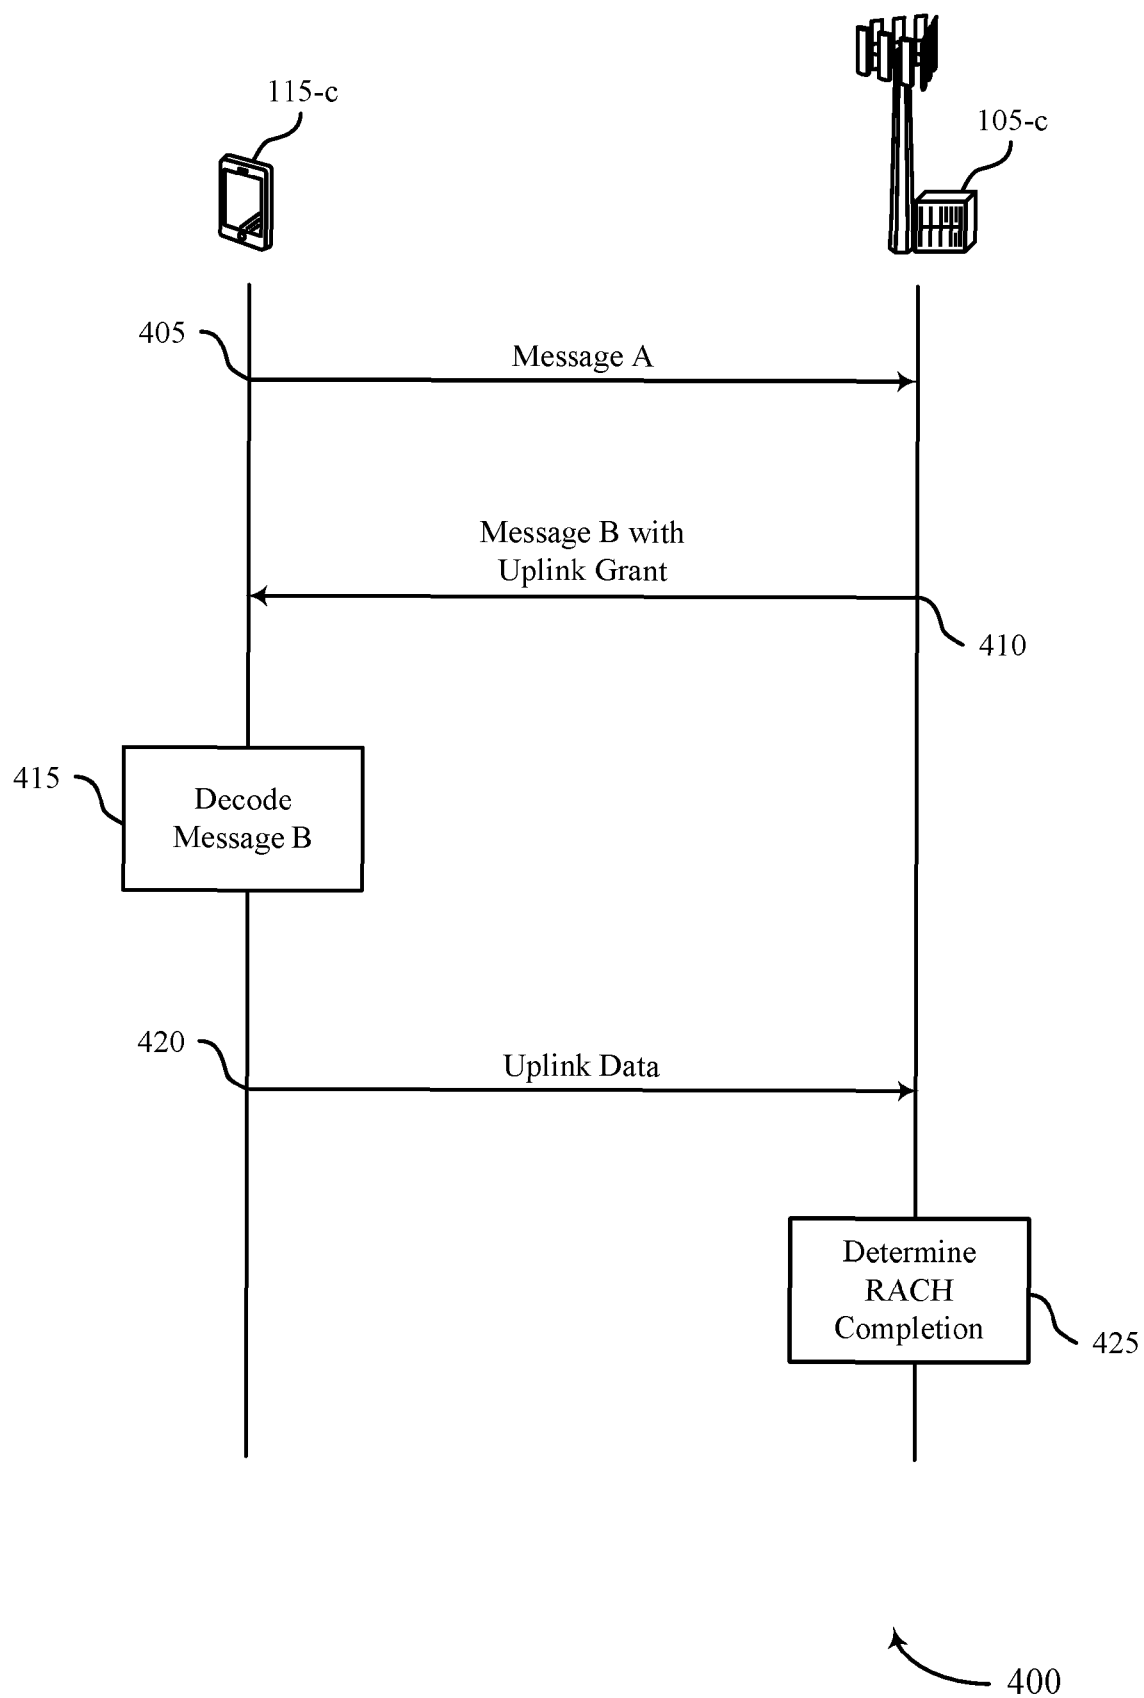 115-c
105-c
405
Message A
Message B with
Uplink Grant
410
415
Decode
Message B
420
Uplink Data
Determine
RACH
Completion
425
400